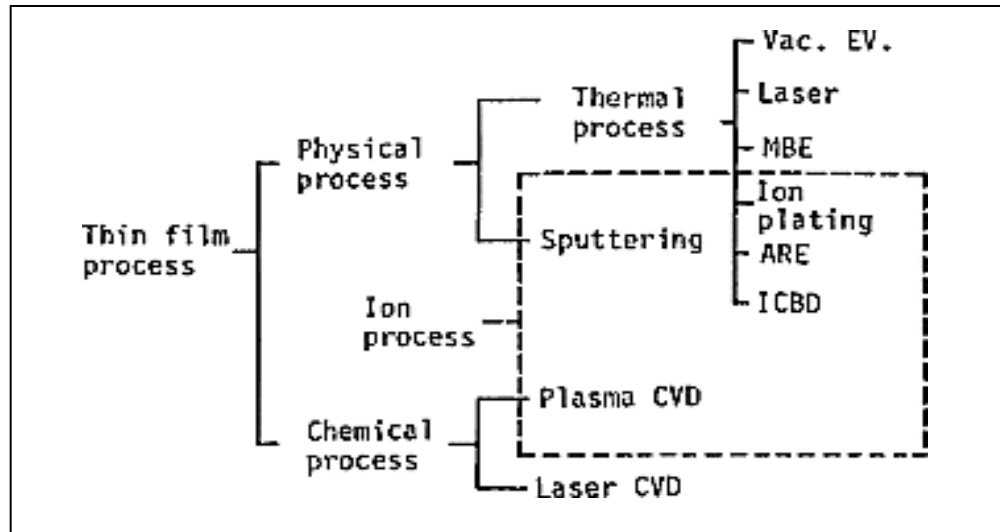 Vac. EV.
Thermal
process
Laser
Physical
process
MBE
Ion
plating
Thin film
process
Sputtering
ARE
Ion
process
ICBD
Plasma CVD
Chemical
process
Laser CVD